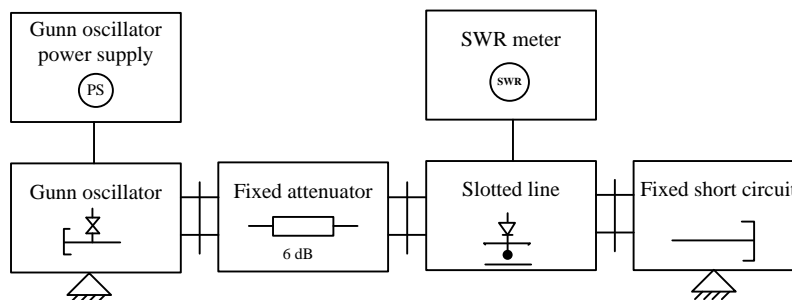 Gunn oscillator
power supply
PS
SWR meter
SWR
Gunn oscillator
Fixed attenuator
6 dB
Slotted line
Fixed short circuit